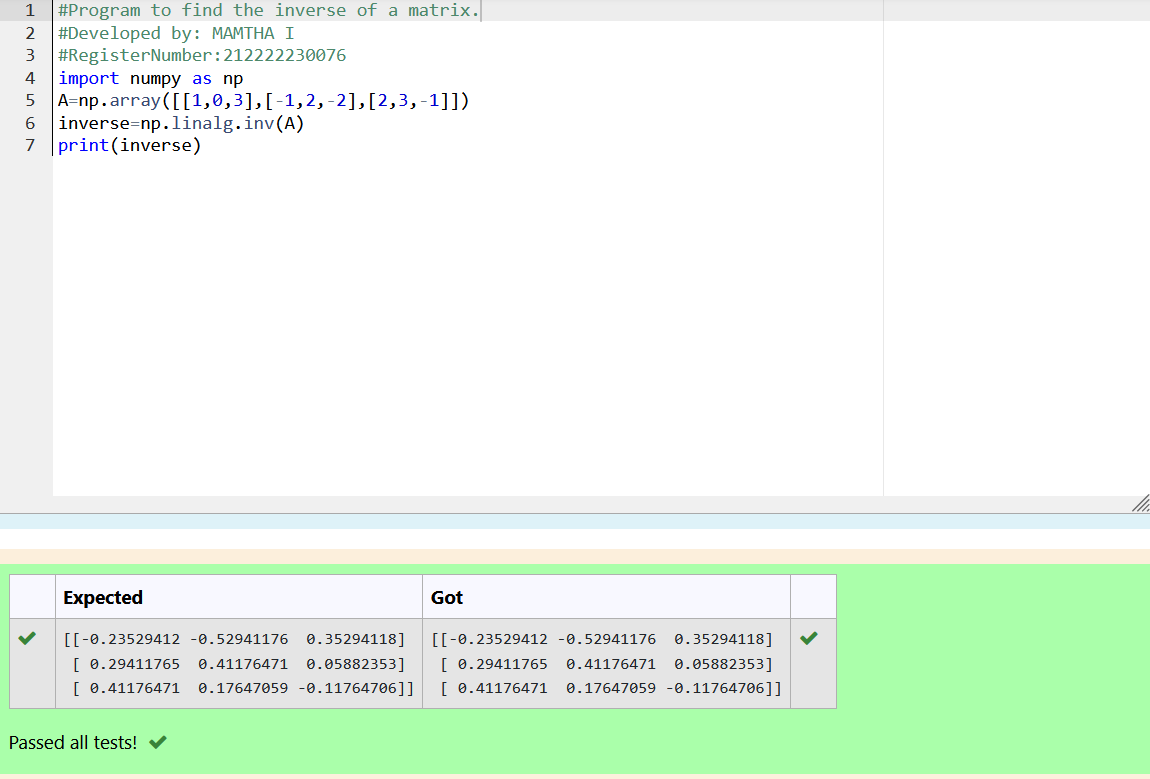 1 #Program to find the inverse of a matrix.
2 #Developed by: MAMTHA I
3 #RegisterNumber:212222230076
4 import numpy as np
5 A=np.array([[1,0,3],[-1,2,-2],[2,3,-1]])
6 inverse=np.linalg.inv(A)
7 print(inverse)
Expected Got
[[-0.23529412 -0.52941176  0.35294118] [[-0.23529412 -0.52941176  0.35294118]
[ 0.29411765  0.41176471  0.05882353] [ 0.29411765  0.41176471  0.05882353]
[ 0.41176471  0.17647059 -0.11764706]] [ 0.41176471  0.17647059 -0.11764706]]
Passed all tests!